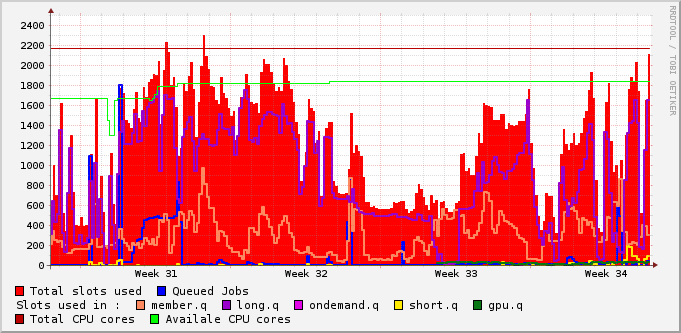 2400
2200
2000
1800
1600
1400
1200
1000
800
600
400
200
0
Week 31 Week 32 Week 33 Week 34
Total slots used Queued Jobs
Slots used in : member.q long.q ondemand.q short.q gpu.q
Total CPU cores Availale CPU cores
RRDTOOL / TOBI OETIKER